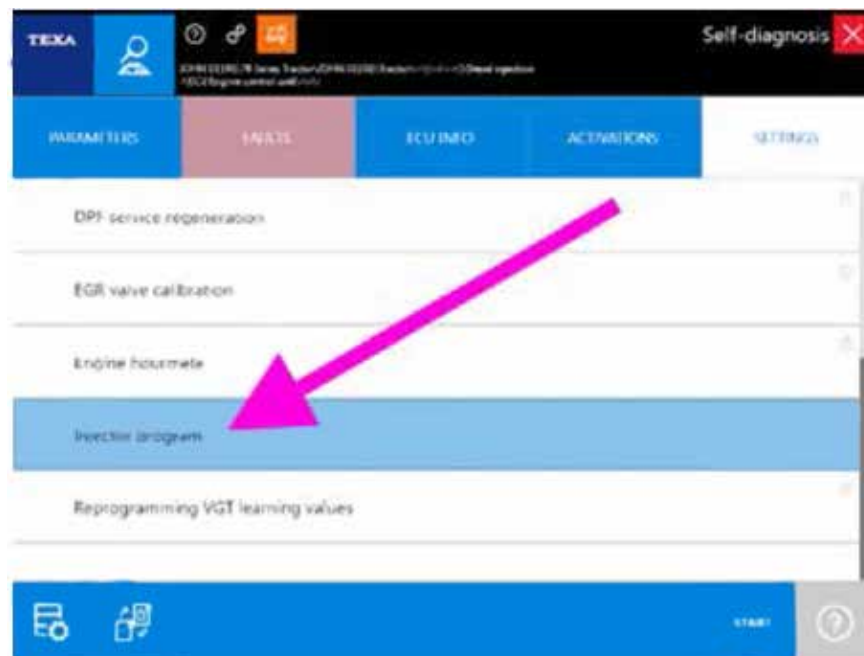 TEXA
Self-diagnosis
PARAMETERS
FAULTS
ECU INFO
ACTIVATIONS
SETTINGS
DPF service regeneration
EGR valve calibration
Engine hourmete
Injector program
Reprogramming VGT learning values
START